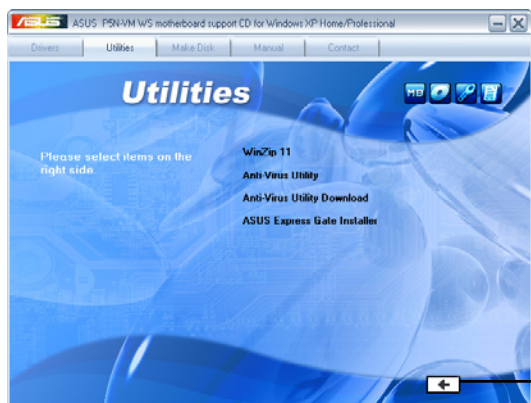 ASUS P5N-VM WS motherboard support CD for Windows XP Home/Professional
Drivers
Utilities
Make Disk
Manual
Contact
Utilities
MB
Please select items on the
right side.
WinZip 11
Anti-Virus Utility
Anti-Virus Utility Download
ASUS Express Gate Installer